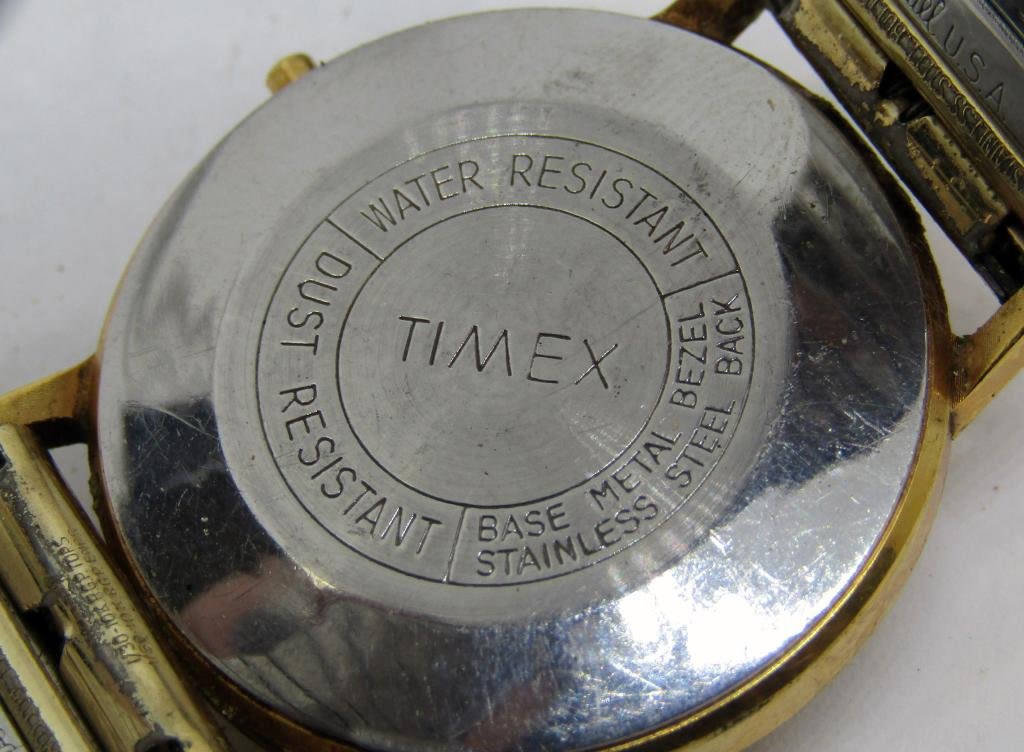 WATER RESISTANT
DUST RESISTANT
BASE METAL BEZEL
STAINLESS STEEL BACK
TIMEX
U.S.A.